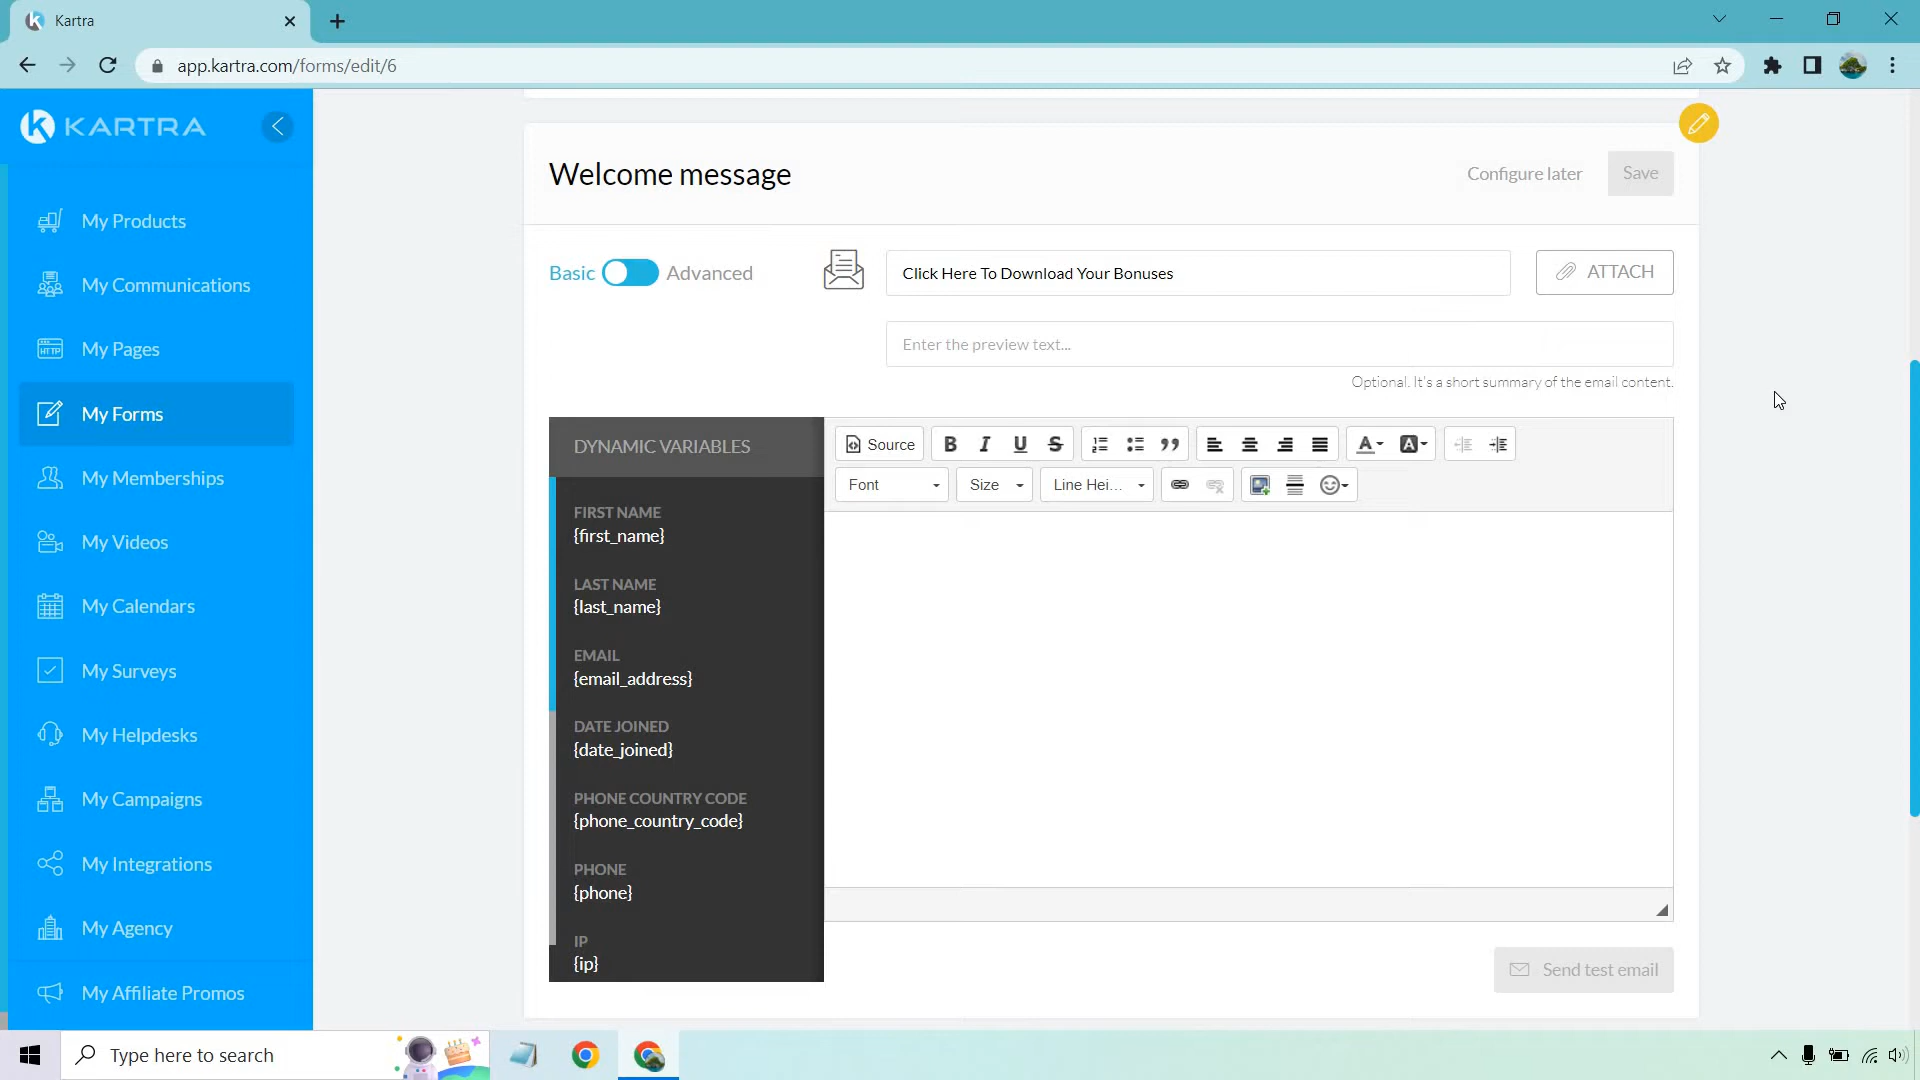 Kartra
app.kartra.com/forms/edit/6
KARTRA
My Products
My Communications
My Pages
My Forms
My Memberships
My Videos
My Calendars
My Surveys
My Helpdesks
My Campaigns
My Integrations
My Agency
My Affiliate Promos
Welcome message
Configure later
Save
Basic
Advanced
Click Here To Download Your Bonuses
ATTACH
Enter the preview text...
Optional. It's a short summary of the email content.
DYNAMIC VARIABLES
FIRST NAME
{first_name}
LAST NAME
{last_name}
EMAIL
{email_address}
DATE JOINED
{date_joined}
PHONE COUNTRY CODE
{phone_country_code}
PHONE
{phone}
IP
{ip}
Source
B I U S
A A
Font
Size
Line Hei...
Send test email
Type here to search